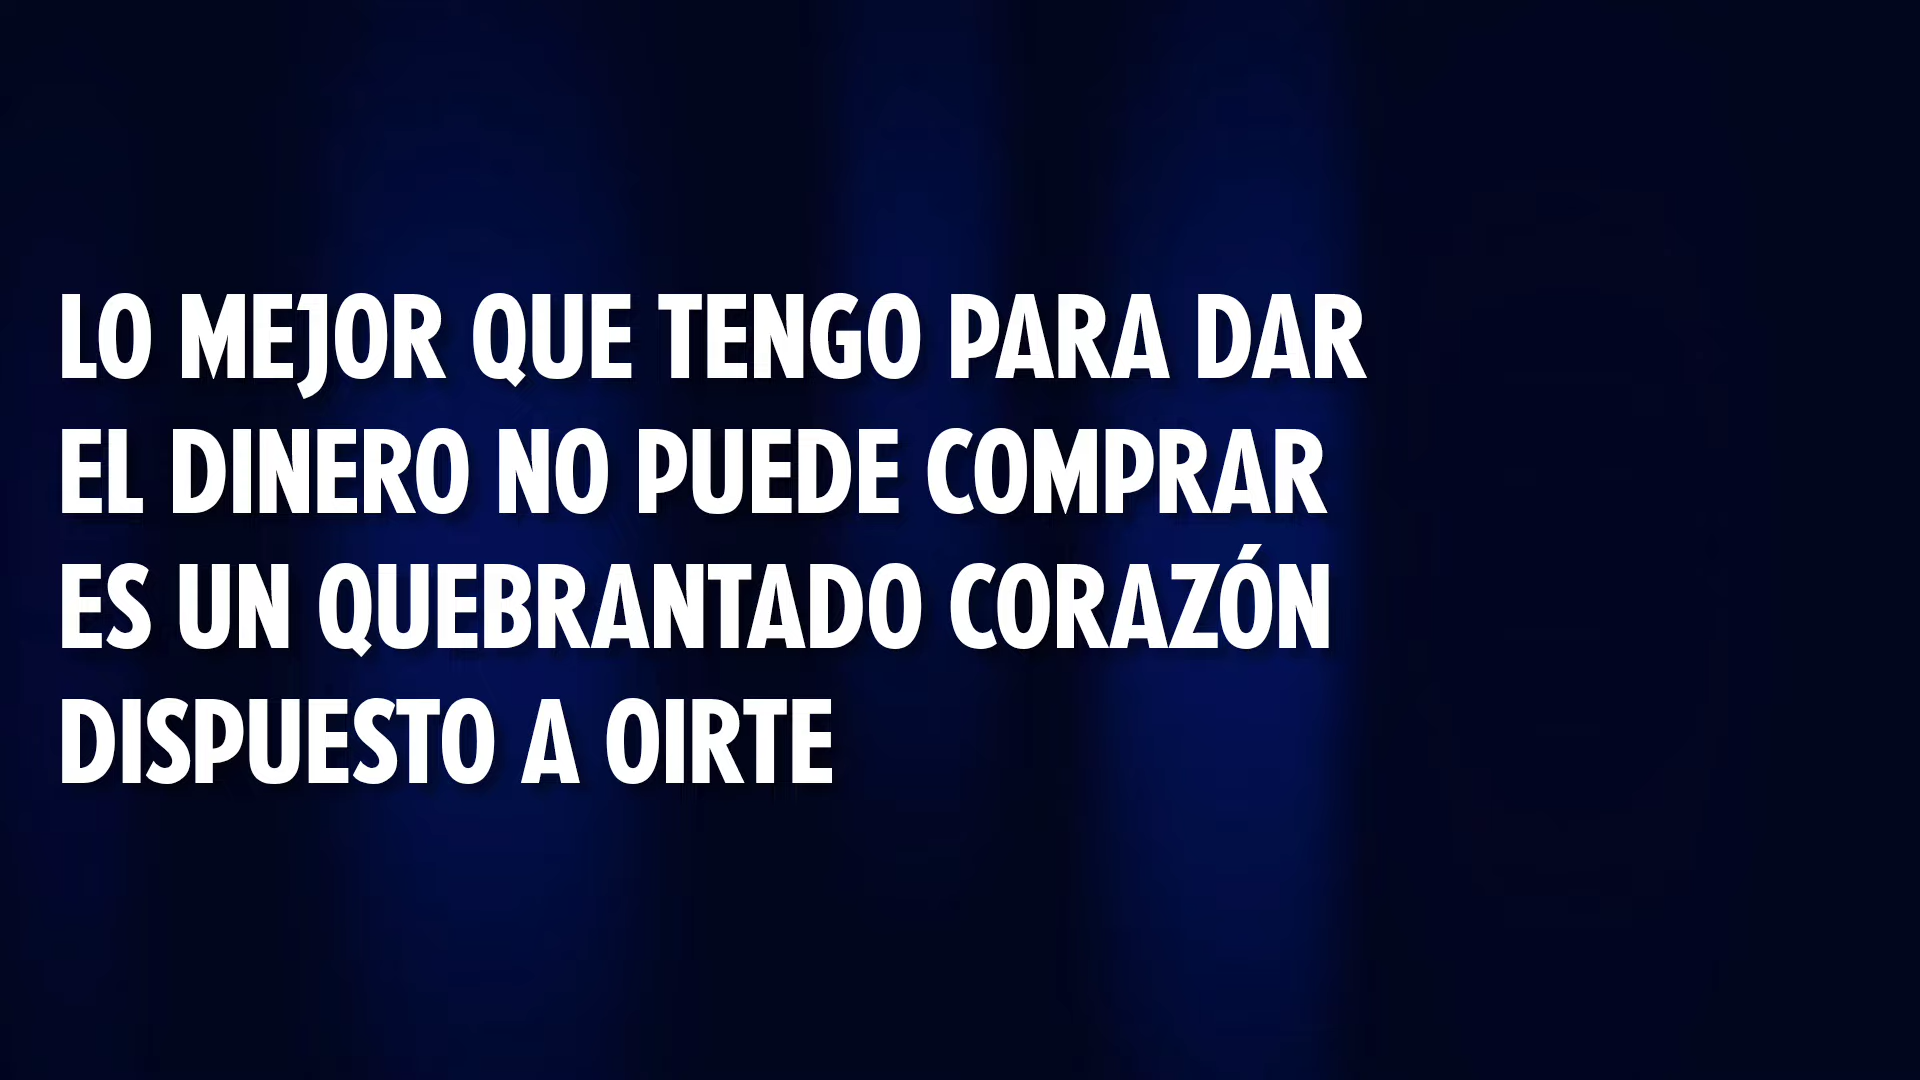 LO MEJOR QUE TENGO PARA DAR
EL DINERO NO PUEDE COMPRAR
ES UN QUEBRANTADO CORAZÓN
DISPUESTO A OIRTE